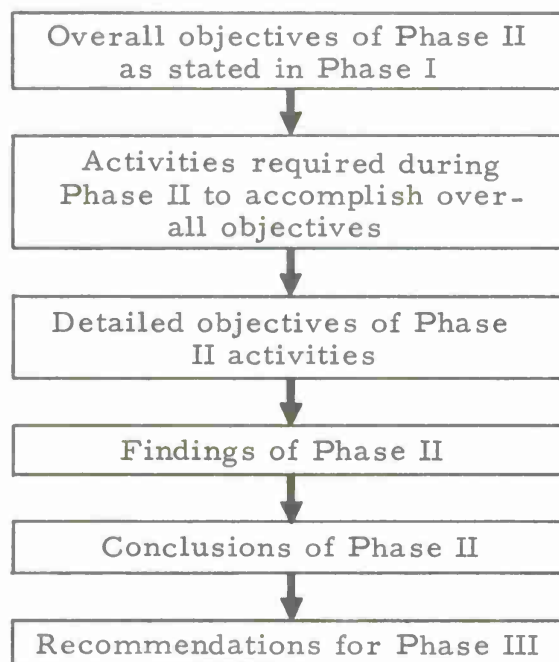 Overall objectives of Phase II
as stated in Phase I
Activities required during
Phase II to accomplish over-
all objectives
Detailed objectives of Phase
II activities
Findings of Phase II
Conclusions of Phase II
Recommendations for Phase III